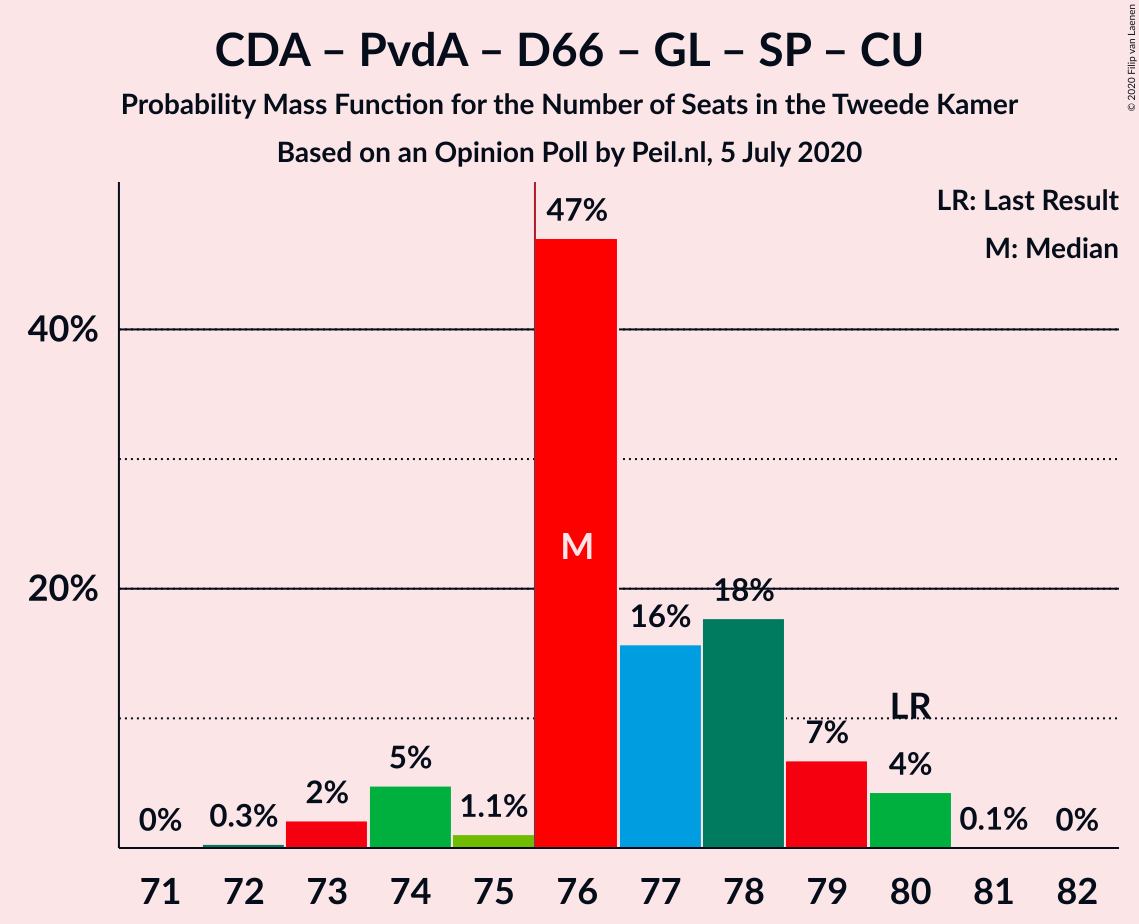 CDA – PvdA – D66 – GL – SP – CU
Probability Mass Function for the Number of Seats in the Tweede Kamer
Based on an Opinion Poll by Peil.nl, 5 July 2020
© 2020 Filip van Laenen
LR: Last Result
M: Median
40%
20%
0%
0.3%
2%
5%
1.1%
47%
M
16%
18%
7%
LR
4%
0.1%
0%
71 72 73 74 75 76 77 78 79 80 81 82